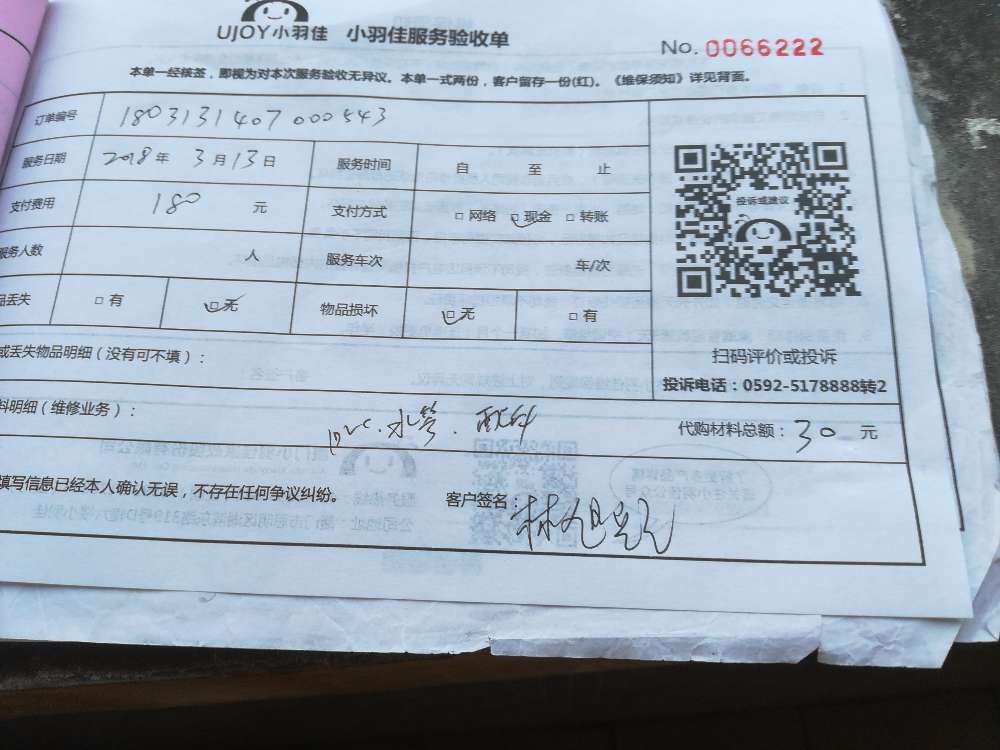 UJOY小羽佳 小羽佳服务验收单
No. 0066222
本单一经核签，即视为对本次服务验收无异议。本单一式两份，客户留存一份(红)。《维保须知》详见背面。
订单编号 1803131407000543
服务日期 2018年 3月13日 服务时间 自 至 止
支付费用 180 元 支付方式 □网络 □现金 □转账
服务人数 人 服务车次 车/次
品丢失 □有 □无 物品损坏 □无 □有
投诉或建议
扫码评价或投诉
投诉电话：0592-5178888转2
或丢失物品明细（没有可不填）：
料明细（维修业务）： PVC.水管.配件 代购材料总额：30 元
填写信息已经本人确认无误，不存在任何争议纠纷。 客户签名：林旭